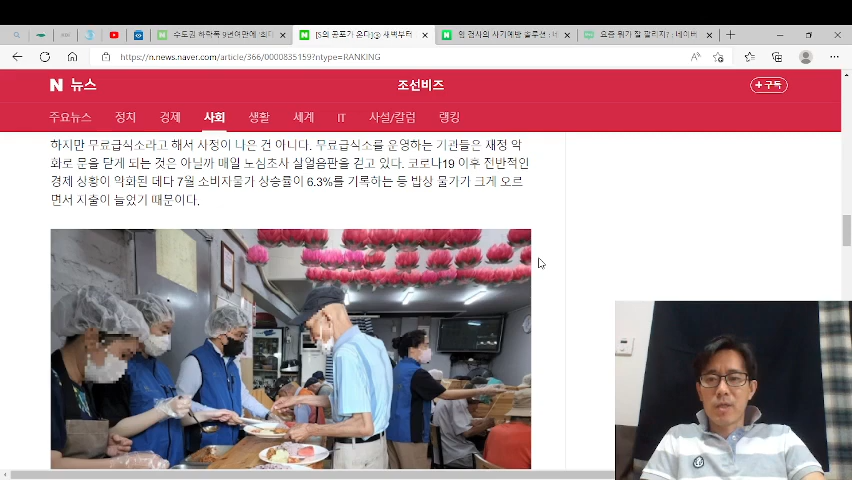 수도권 하락폭 9년여만에 '최대
[S의 공포가 온다]③ 새벽부터
임 검사의 사기예방 솔루션 : 네
요즘 뭐가 잘 팔리지? : 네이버
https://n.news.naver.com/article/366/0000835159?ntype=RANKING
N 뉴스
조선비즈
+ 구독
주요뉴스 정치 경제 사회 생활 세계 IT 사설/칼럼 랭킹
하지만 무료급식소라고 해서 사정이 나은 건 아니다. 무료급식소를 운영하는 기관들은 재정 악
화로 문을 닫게 되는 것은 아닐까 매일 노심초사 살얼음판을 걷고 있다. 코로나19 이후 전반적인
경제 상황이 악화된 데다 7월 소비자물가 상승률이 6.3%를 기록하는 등 밥상 물가가 크게 오르
면서 지출이 늘었기 때문이다.